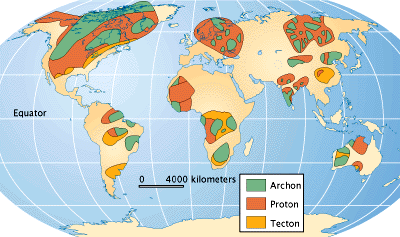 Equator
0 4000 kilometers
Archon
Proton
Tecton